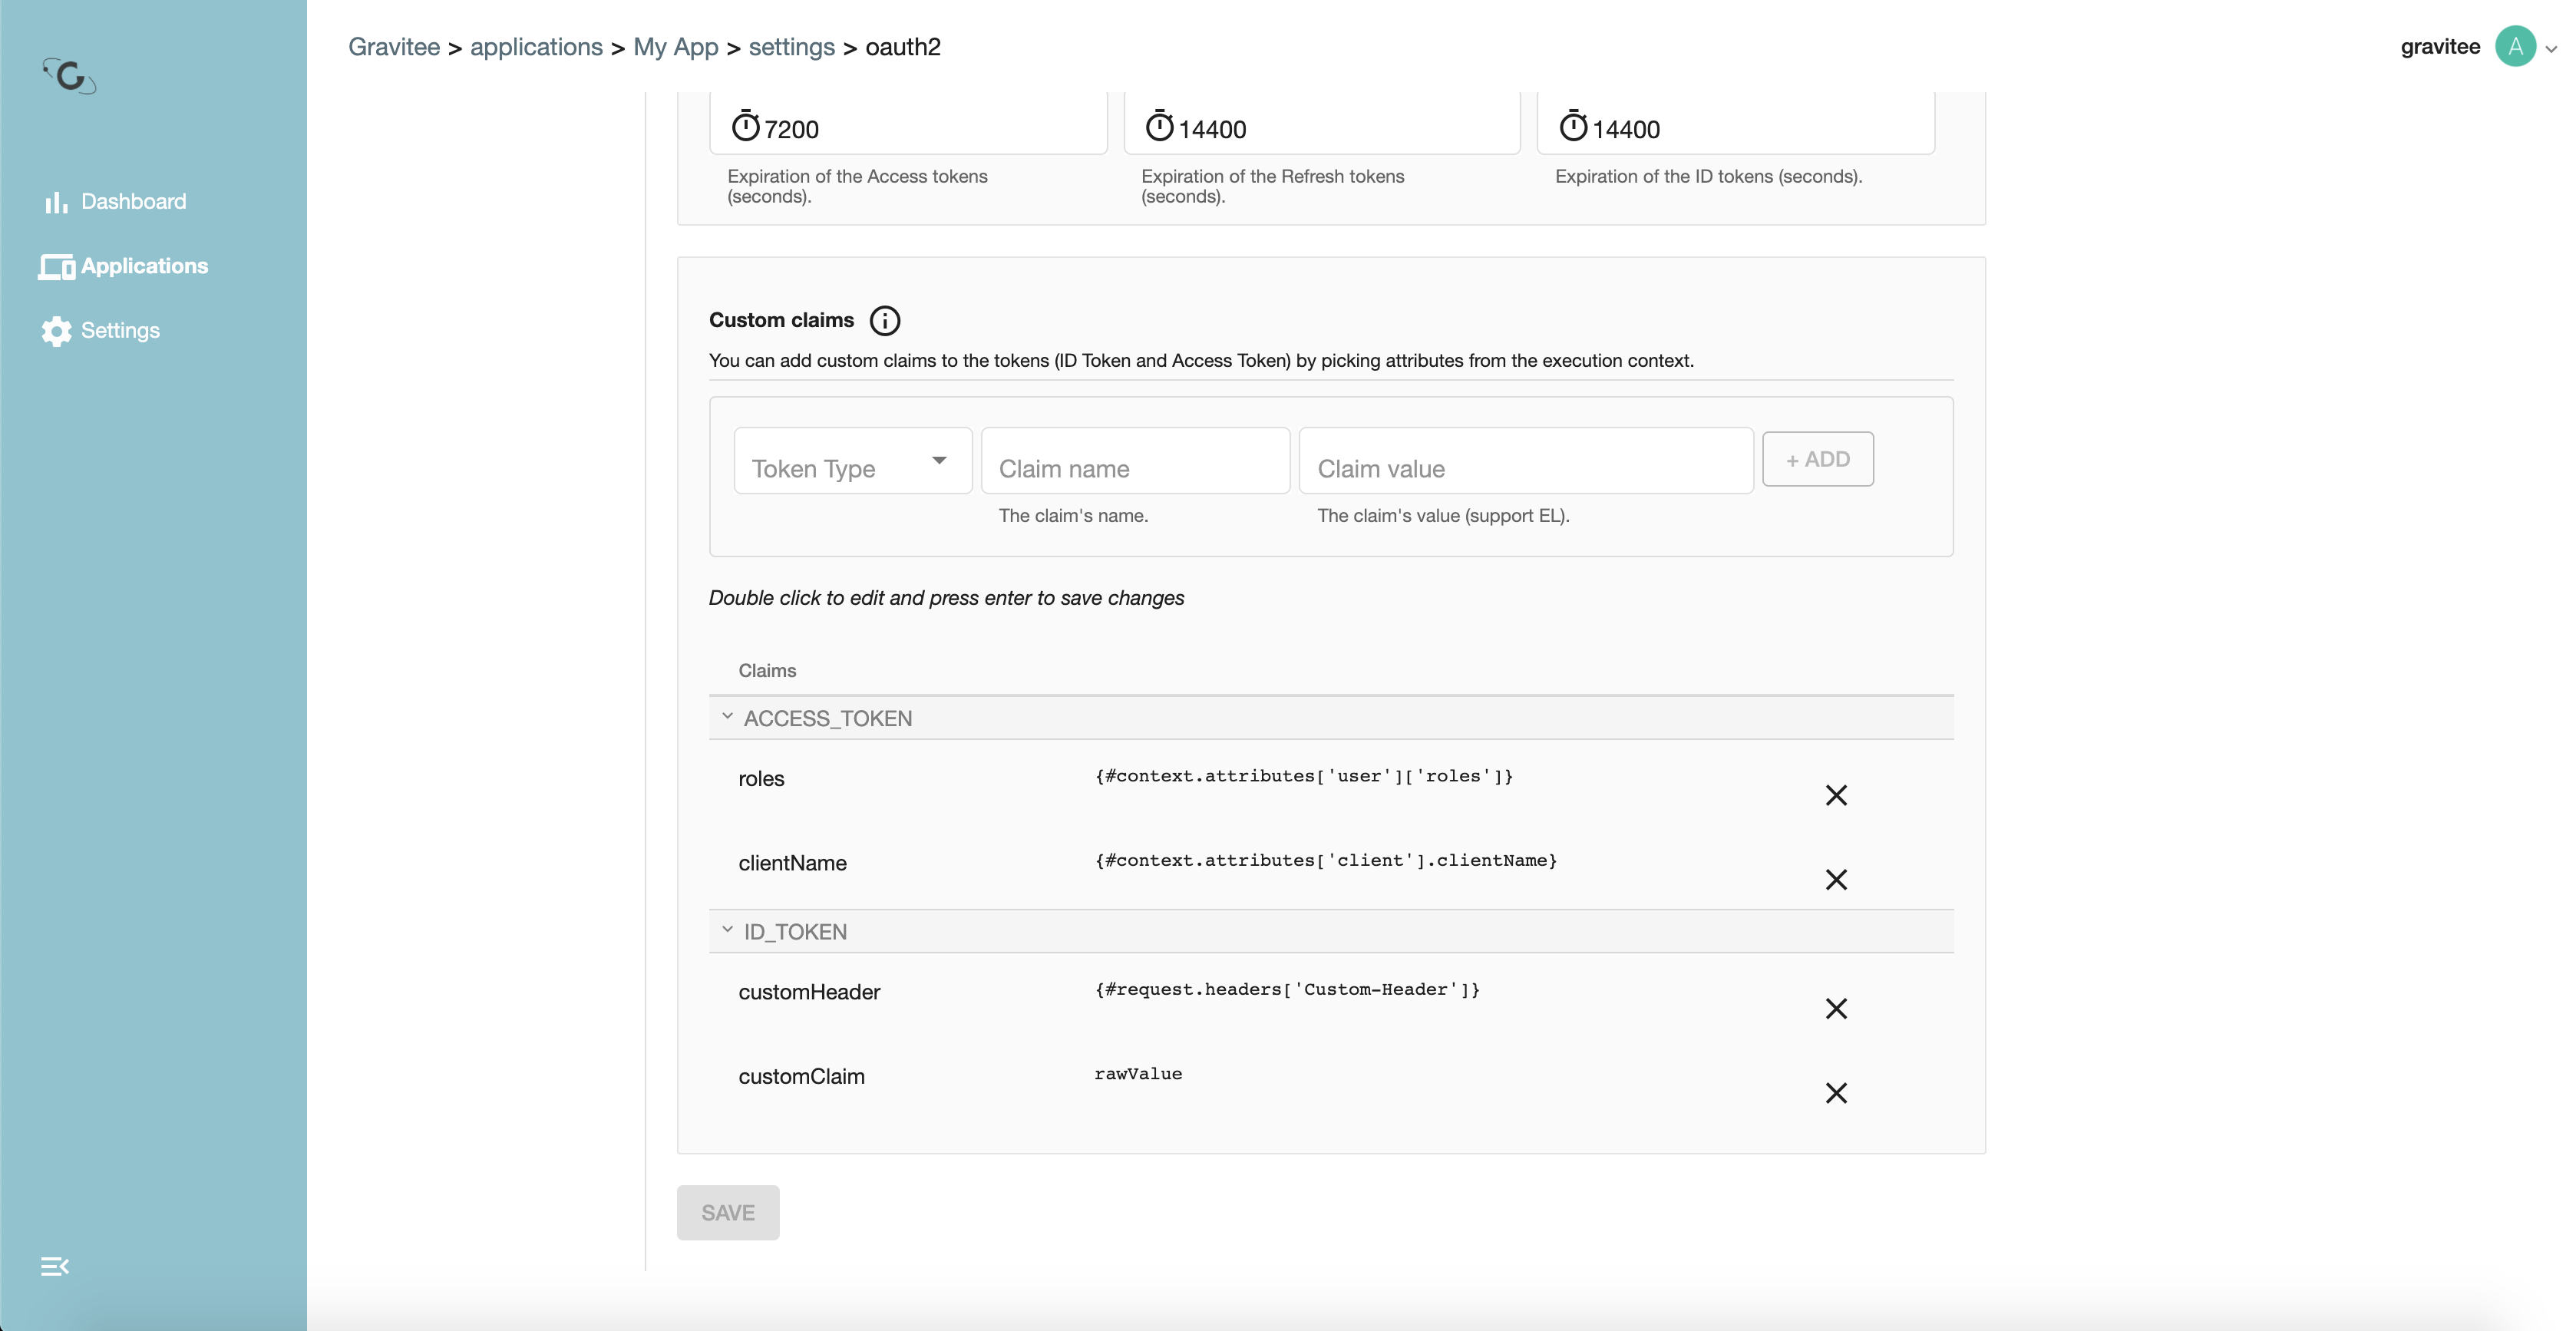 Gravitee > applications > My App > settings > oauth2
gravitee A
Dashboard
Applications
Settings
7200
Expiration of the Access tokens
(seconds).
14400
Expiration of the Refresh tokens
(seconds).
14400
Expiration of the ID tokens (seconds).
Custom claims
You can add custom claims to the tokens (ID Token and Access Token) by picking attributes from the execution context.
Token Type
Claim name
The claim's name.
Claim value
The claim's value (support EL).
+ ADD
Double click to edit and press enter to save changes
Claims
ACCESS_TOKEN
roles {#context.attributes['user']['roles']}
clientName {#context.attributes['client'].clientName}
ID_TOKEN
customHeader {#request.headers['Custom-Header']}
customClaim rawValue
SAVE